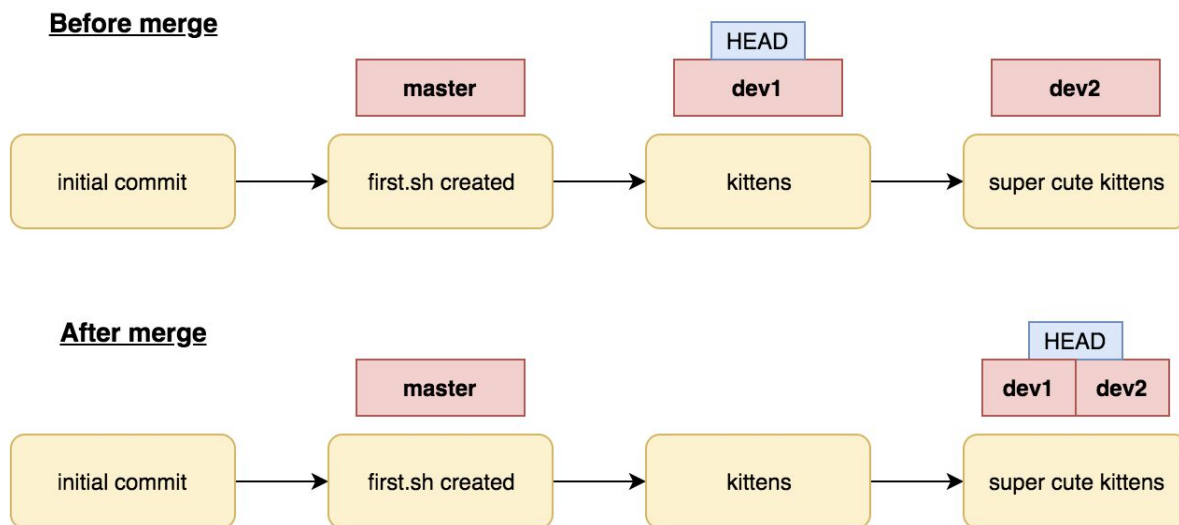 Before merge
HEAD
master
dev1
dev2
initial commit
first.sh created
kittens
super cute kittens
After merge
HEAD
master
dev1
dev2
initial commit
first.sh created
kittens
super cute kittens